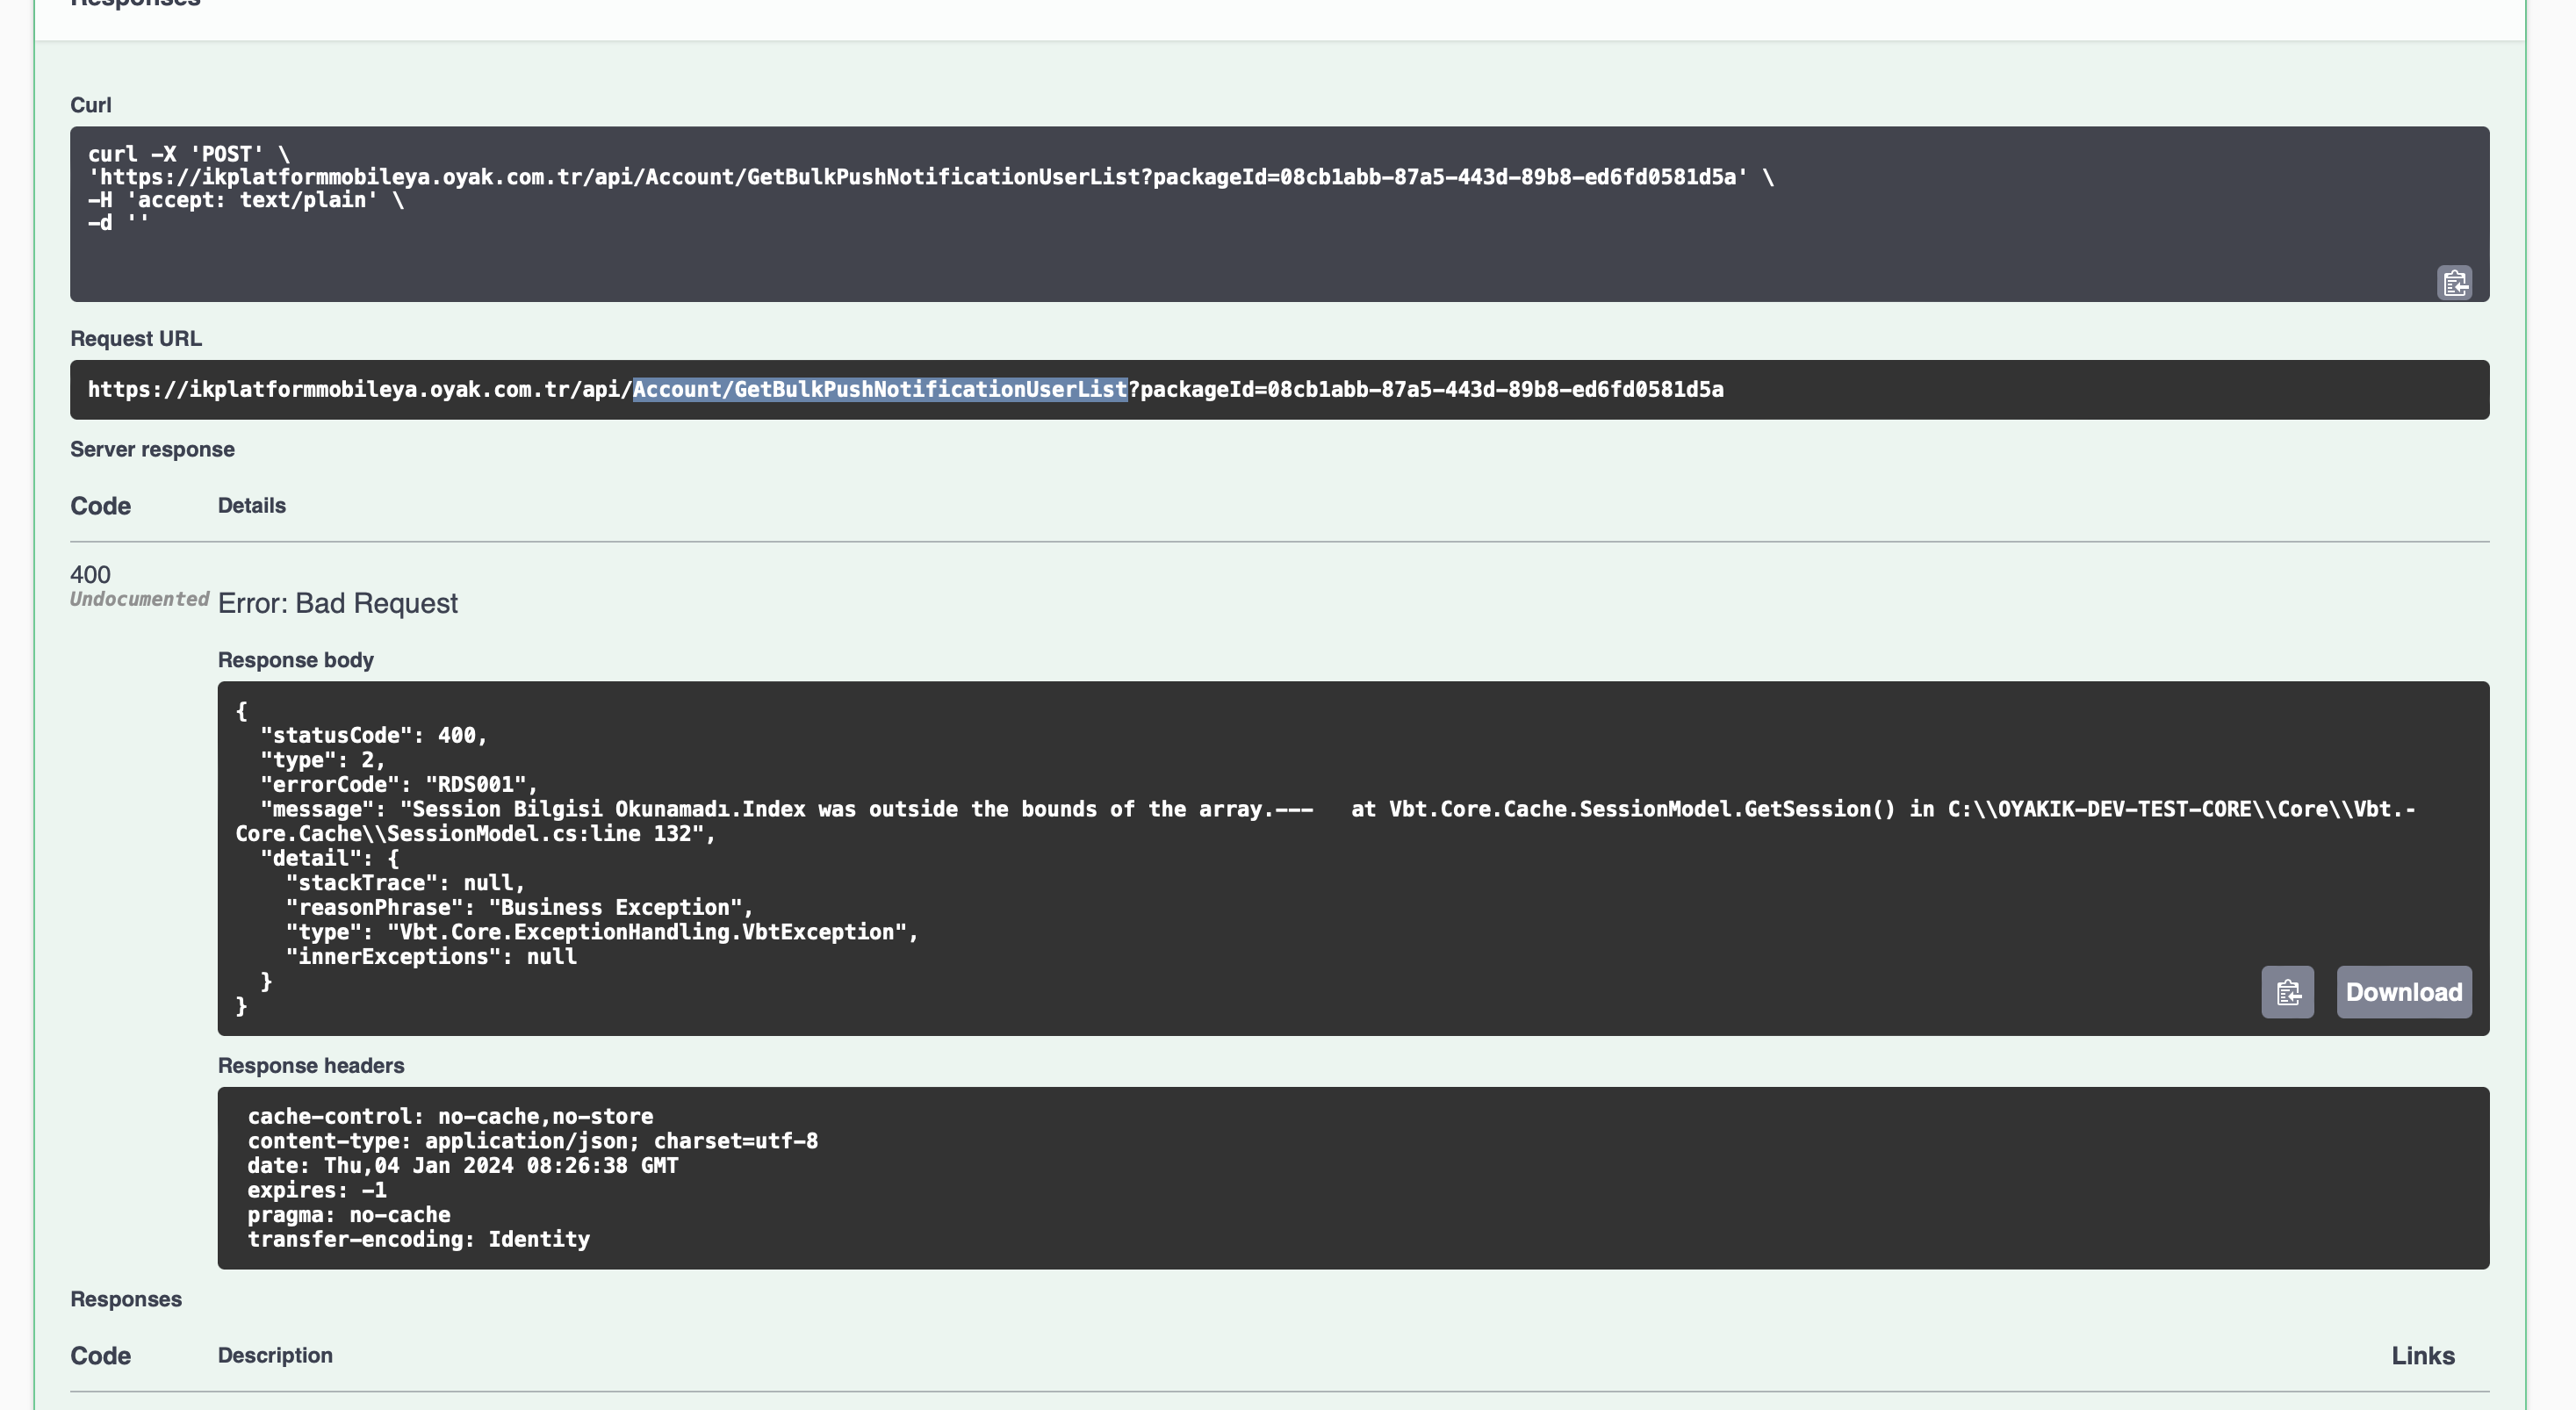 Responses
Curl
curl -X 'POST' \
'https://ikplatformmobileya.oyak.com.tr/api/Account/GetBulkPushNotificationUserList?packageId=08cb1abb-87a5-443d-89b8-ed6fd0581d5a' \
-H 'accept: text/plain' \
-d ''
Request URL
https://ikplatformmobileya.oyak.com.tr/api/Account/GetBulkPushNotificationUserList?packageId=08cb1abb-87a5-443d-89b8-ed6fd0581d5a
Server response
Code Details
400
Undocumented Error: Bad Request
Response body
{
"statusCode": 400,
"type": 2,
"errorCode": "RDS001",
"message": "Session Bilgisi Okunamadı.Index was outside the bounds of the array.---   at Vbt.Core.Cache.SessionModel.GetSession() in C:\\OYAKIK-DEV-TEST-CORE\\Core\\Vbt.-
Core.Cache\\SessionModel.cs:line 132",
"detail": {
"stackTrace": null,
"reasonPhrase": "Business Exception",
"type": "Vbt.Core.ExceptionHandling.VbtException",
"innerExceptions": null
}
}
Download
Response headers
cache-control: no-cache,no-store
content-type: application/json; charset=utf-8
date: Thu,04 Jan 2024 08:26:38 GMT
expires: -1
pragma: no-cache
transfer-encoding: Identity
Responses
Code Description Links